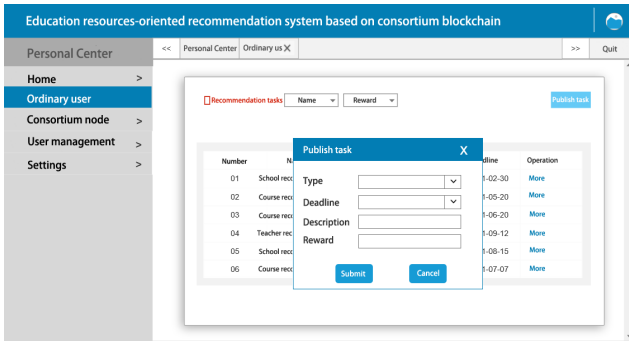 Education resources-oriented recommendation system based on consortium blockchain
Personal Center
<< Personal Center Ordinary us X >> Quit
Home >
Ordinary user
Consortium node >
User management >
Settings >
Recommendation tasks Name Reward Publish task
Publish task X
Type
Deadline
Description
Reward
Submit Cancel
Number N. dline Operation
01 School reco 1-02-30 More
02 Course reco 1-05-20 More
03 Course reco 1-06-20 More
04 Teacher rec 1-09-12 More
05 School reco 1-08-15 More
06 Course reco 1-07-07 More